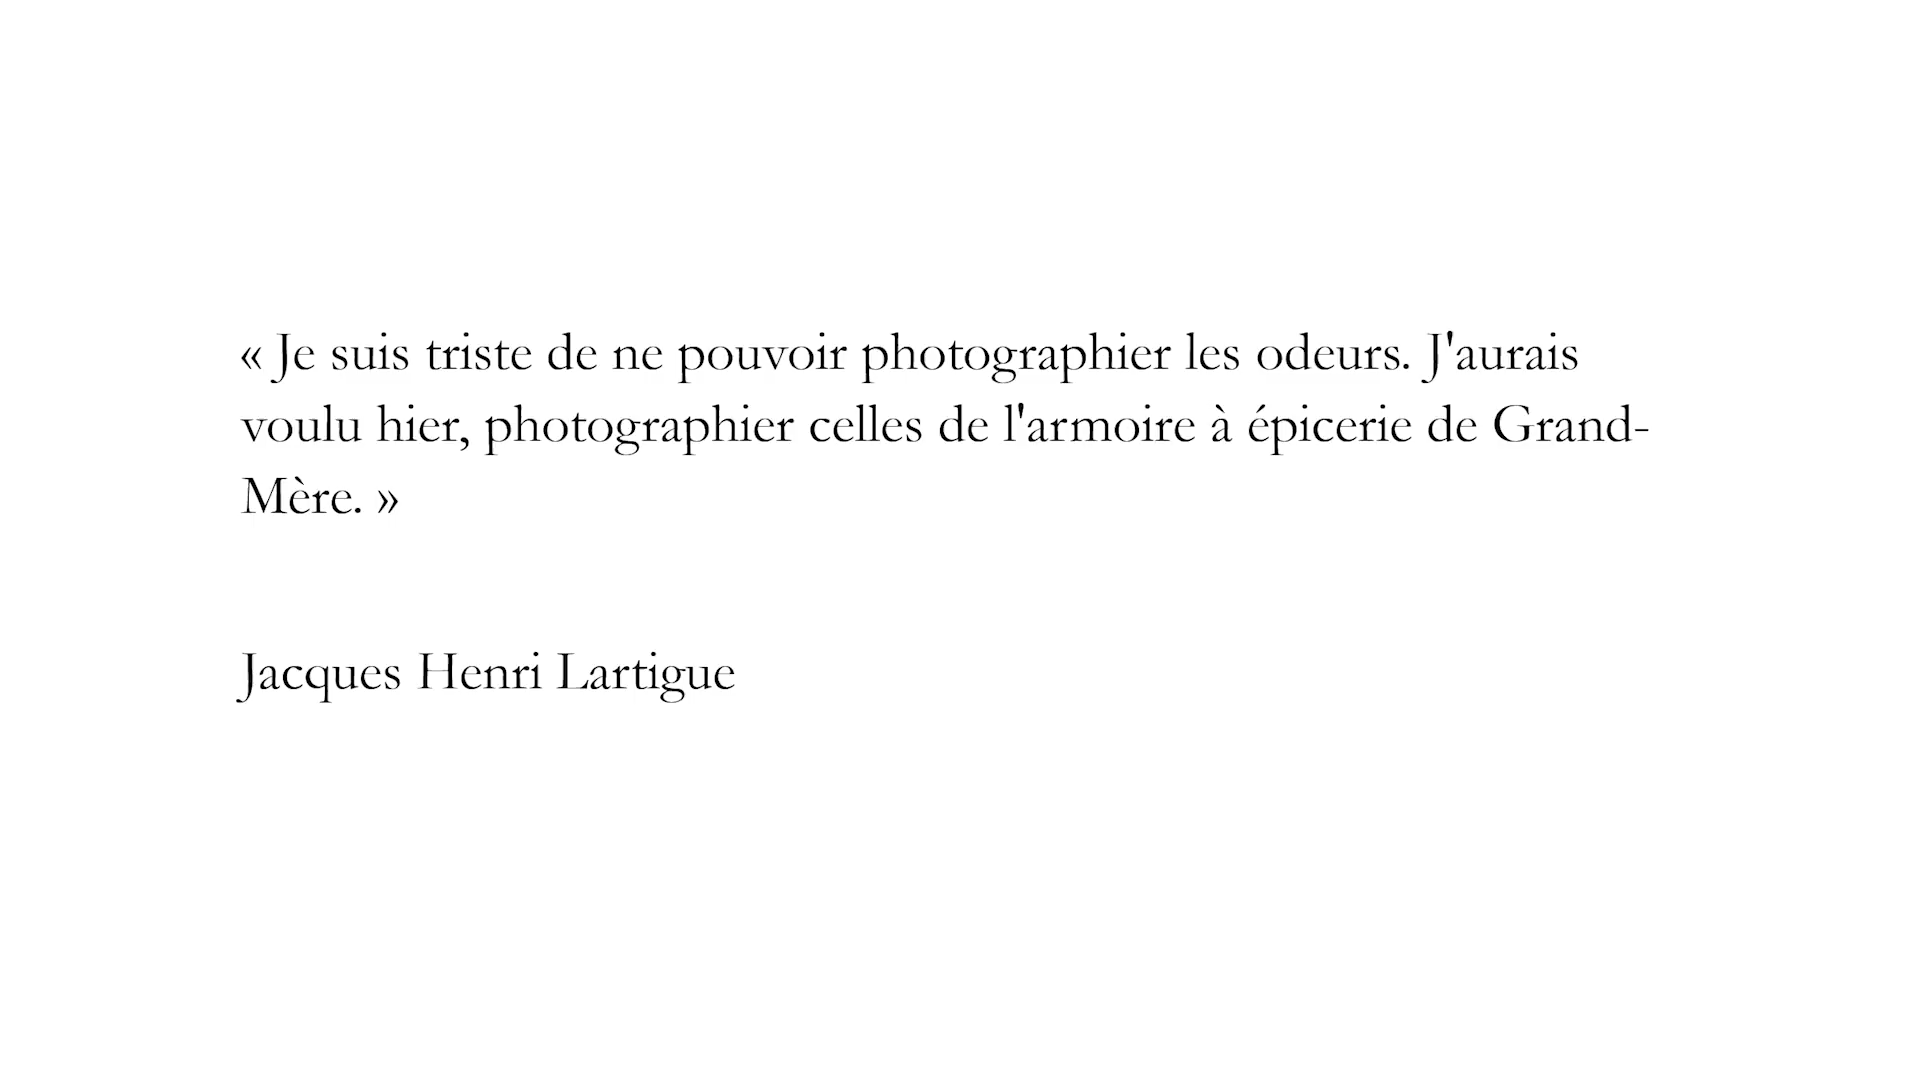 « Je suis triste de ne pouvoir photographier les odeurs. J'aurais
voulu hier, photographier celles de l'armoire à épicerie de Grand-
Mère. »
Jacques Henri Lartigue